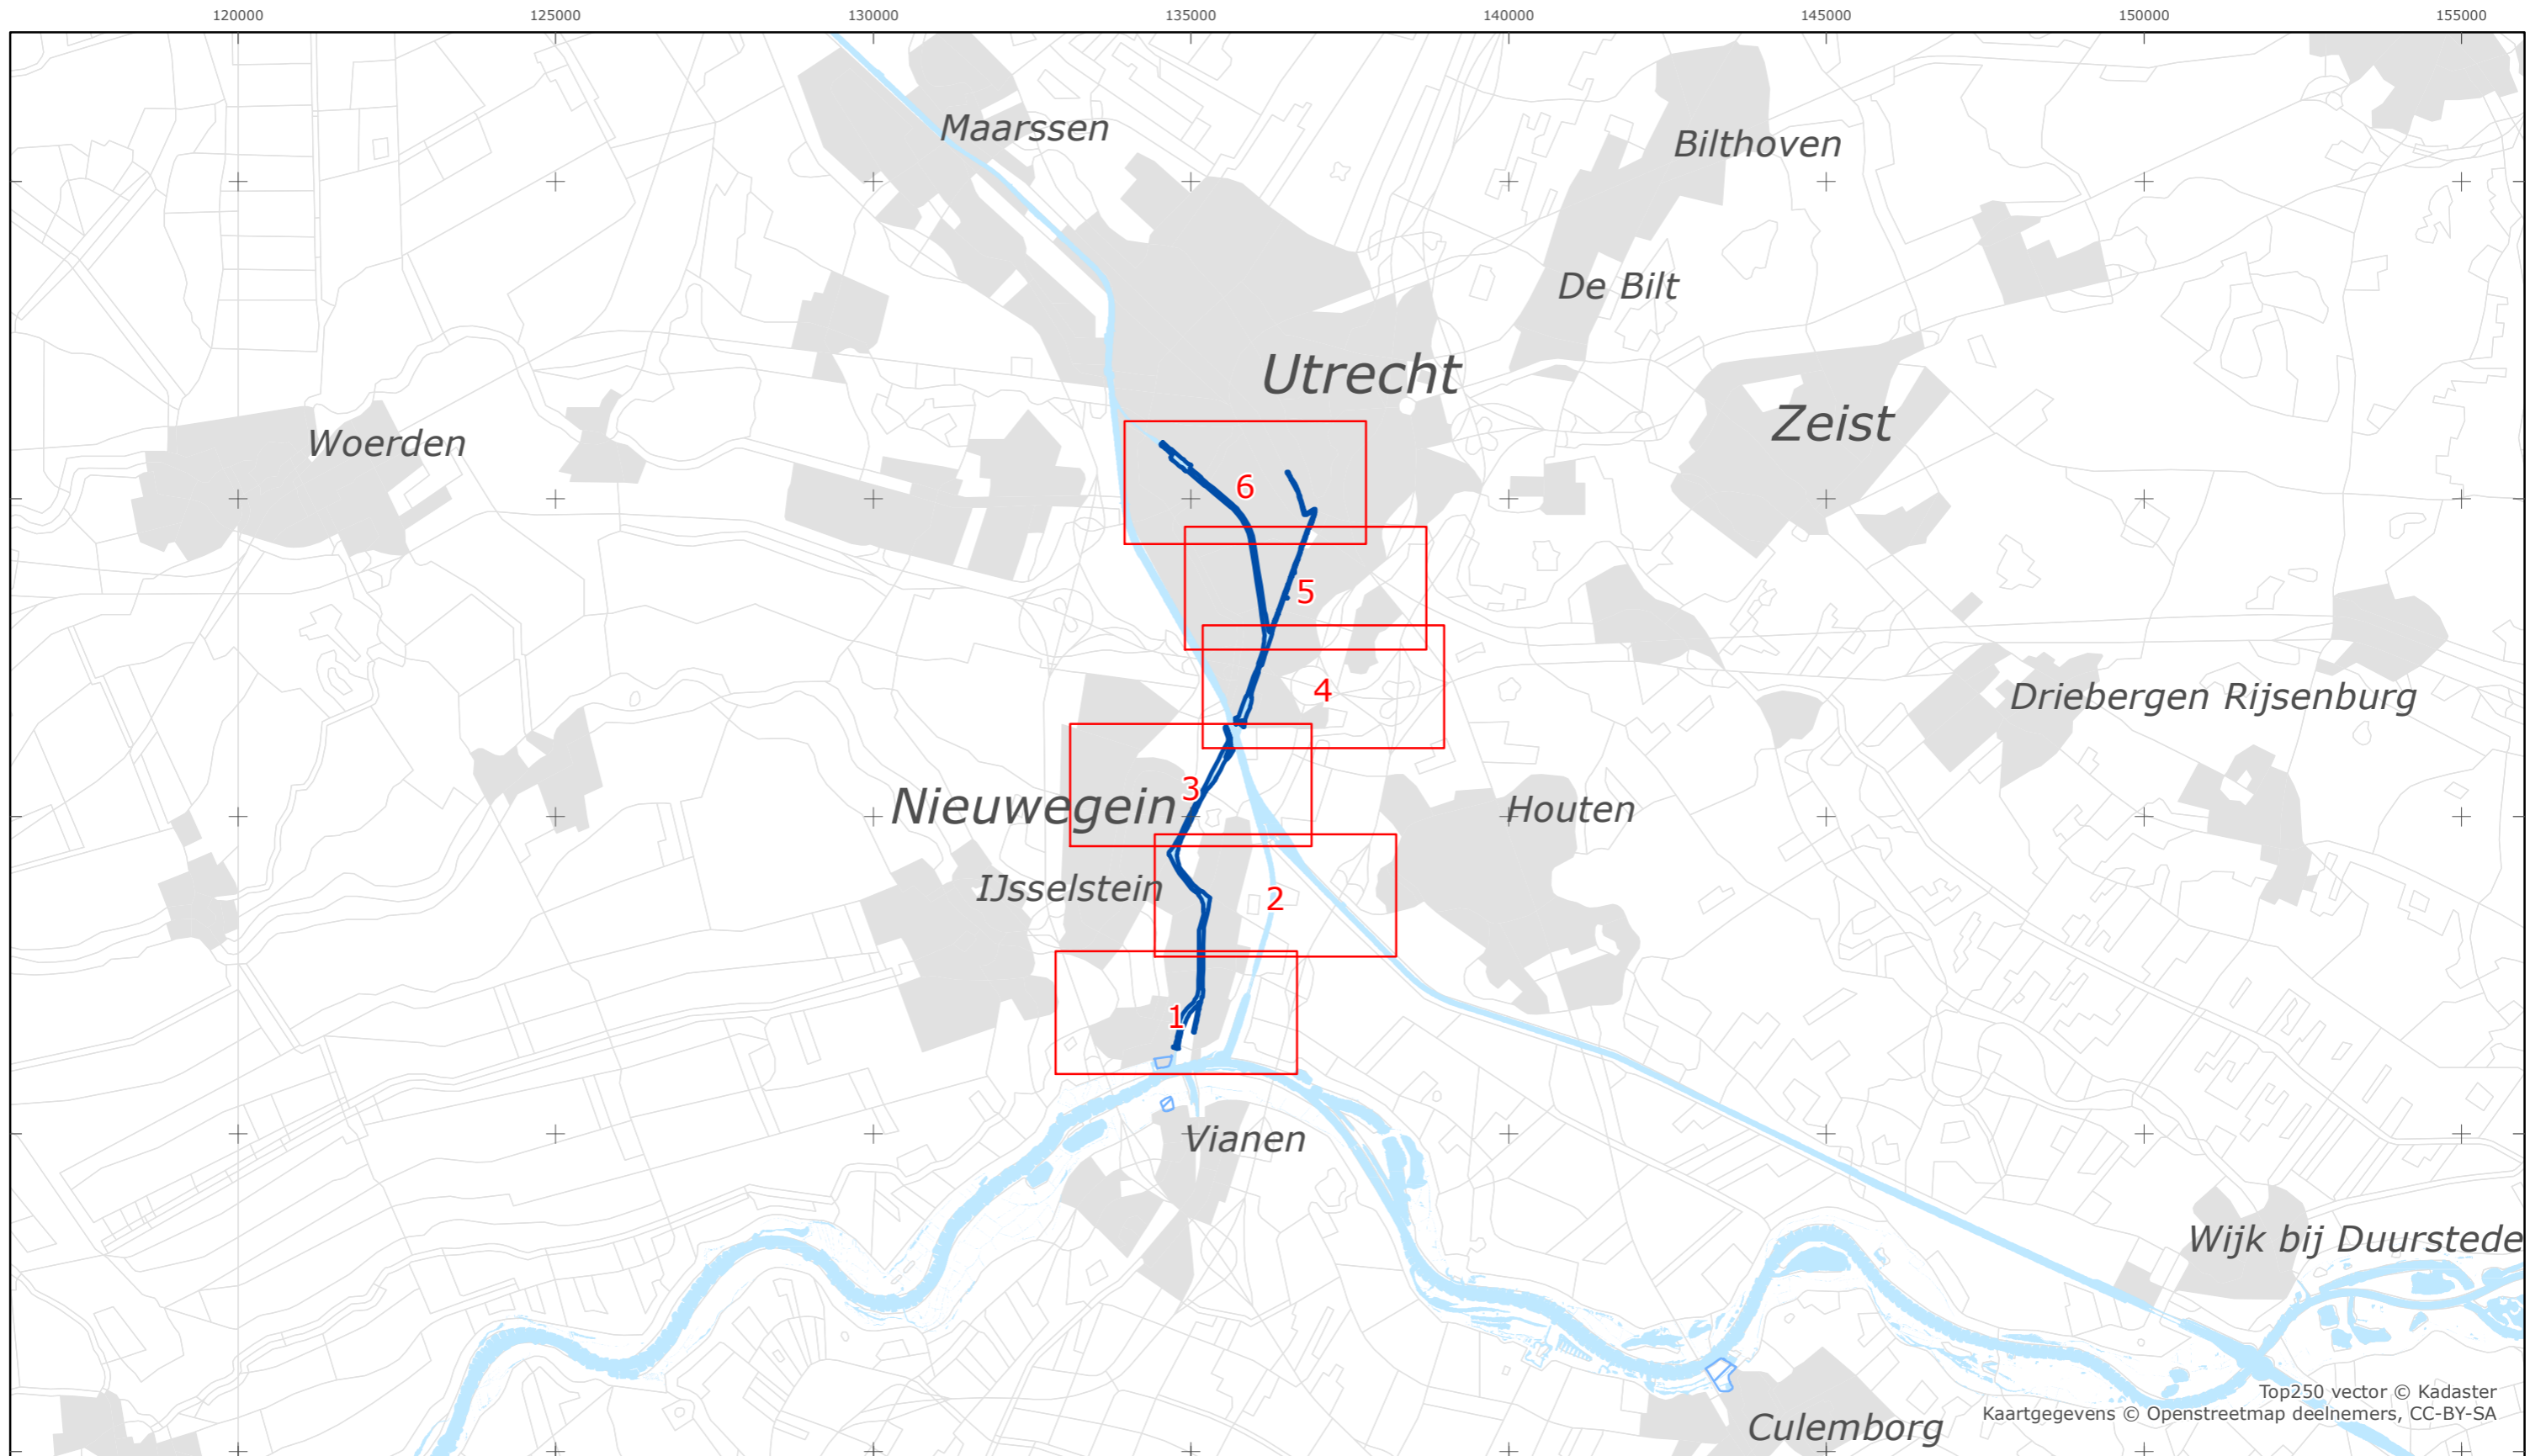 120000 125000 130000 135000 140000 145000 150000 155000
Maarssen
Bilthoven
De Bilt
Utrecht
Zeist
Woerden
6
5
4
Driebergen Rijsenburg
3
Nieuwegein
Houten
IJsselstein
2
1
Vianen
Wijk bij Duurstede
Top250 vector © Kadaster
Kaartgegevens © Openstreetmap deelnemers, CC-BY-SA
Culemborg